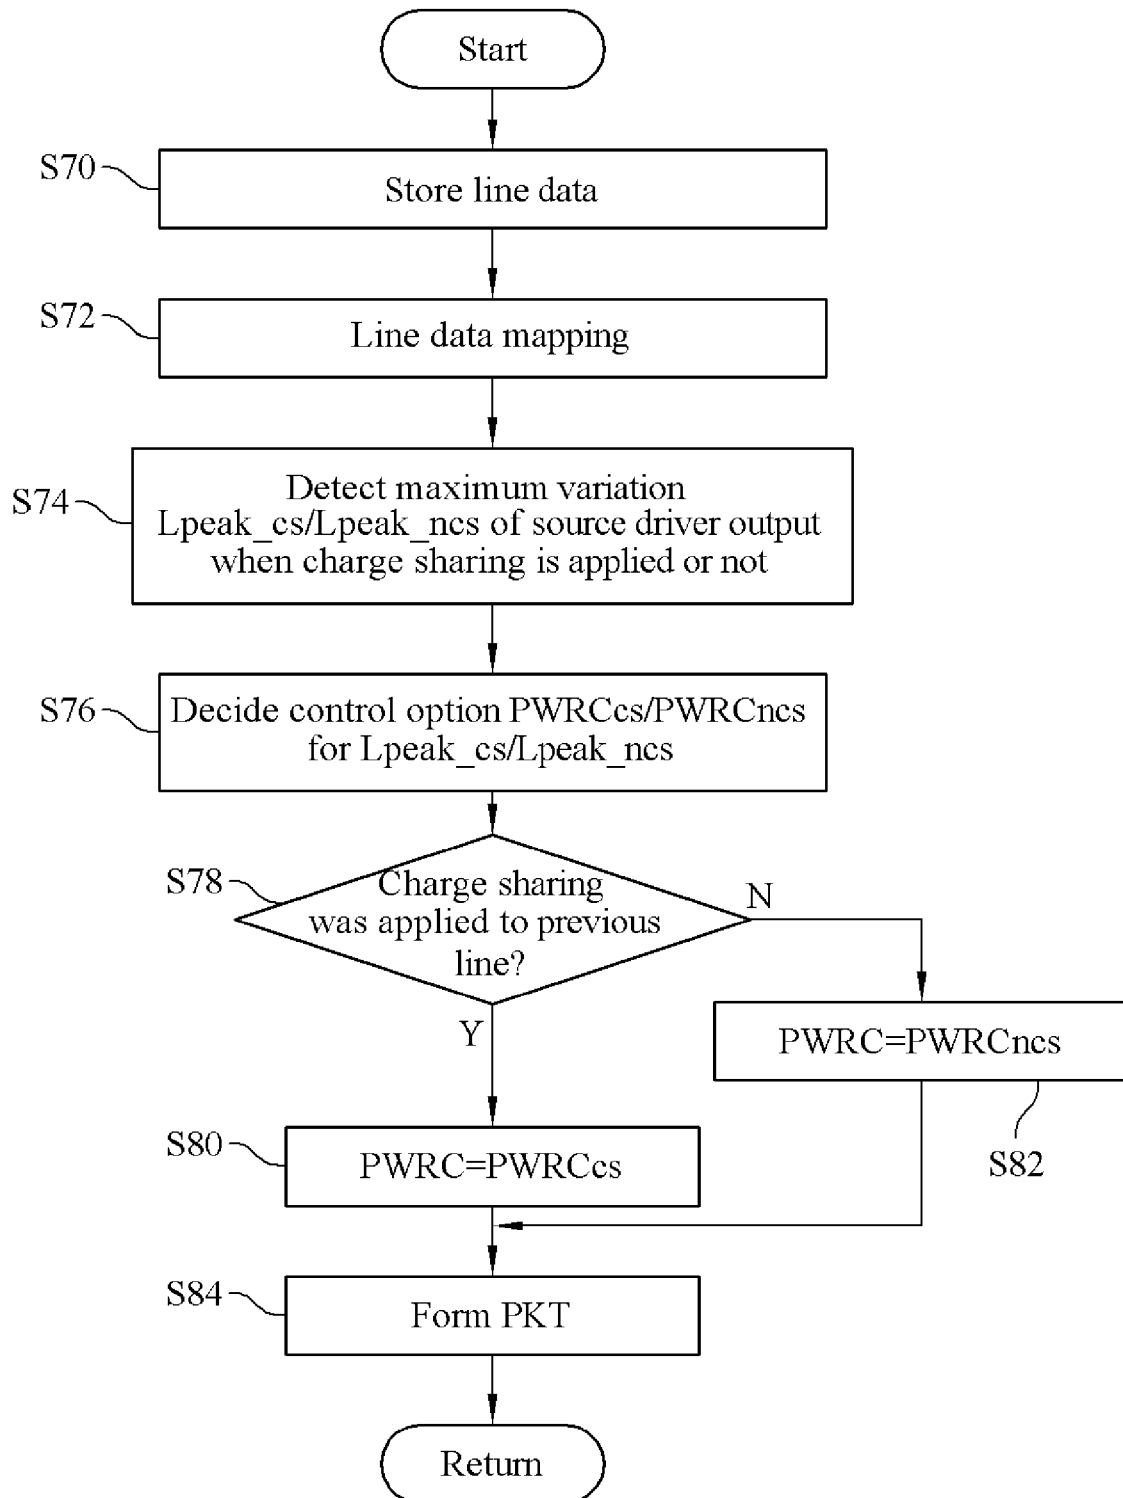 Start
S70
Store line data
S72
Line data mapping
S74
Detect maximum variation
Lpeak_cs/Lpeak_ncs of source driver output
when charge sharing is applied or not
S76
Decide control option PWRCcs/PWRCncs
for Lpeak_cs/Lpeak_ncs
S78
Charge sharing
was applied to previous
line?
N
Y
PWRC=PWRCncs
S82
S80
PWRC=PWRCcs
S84
Form PKT
Return